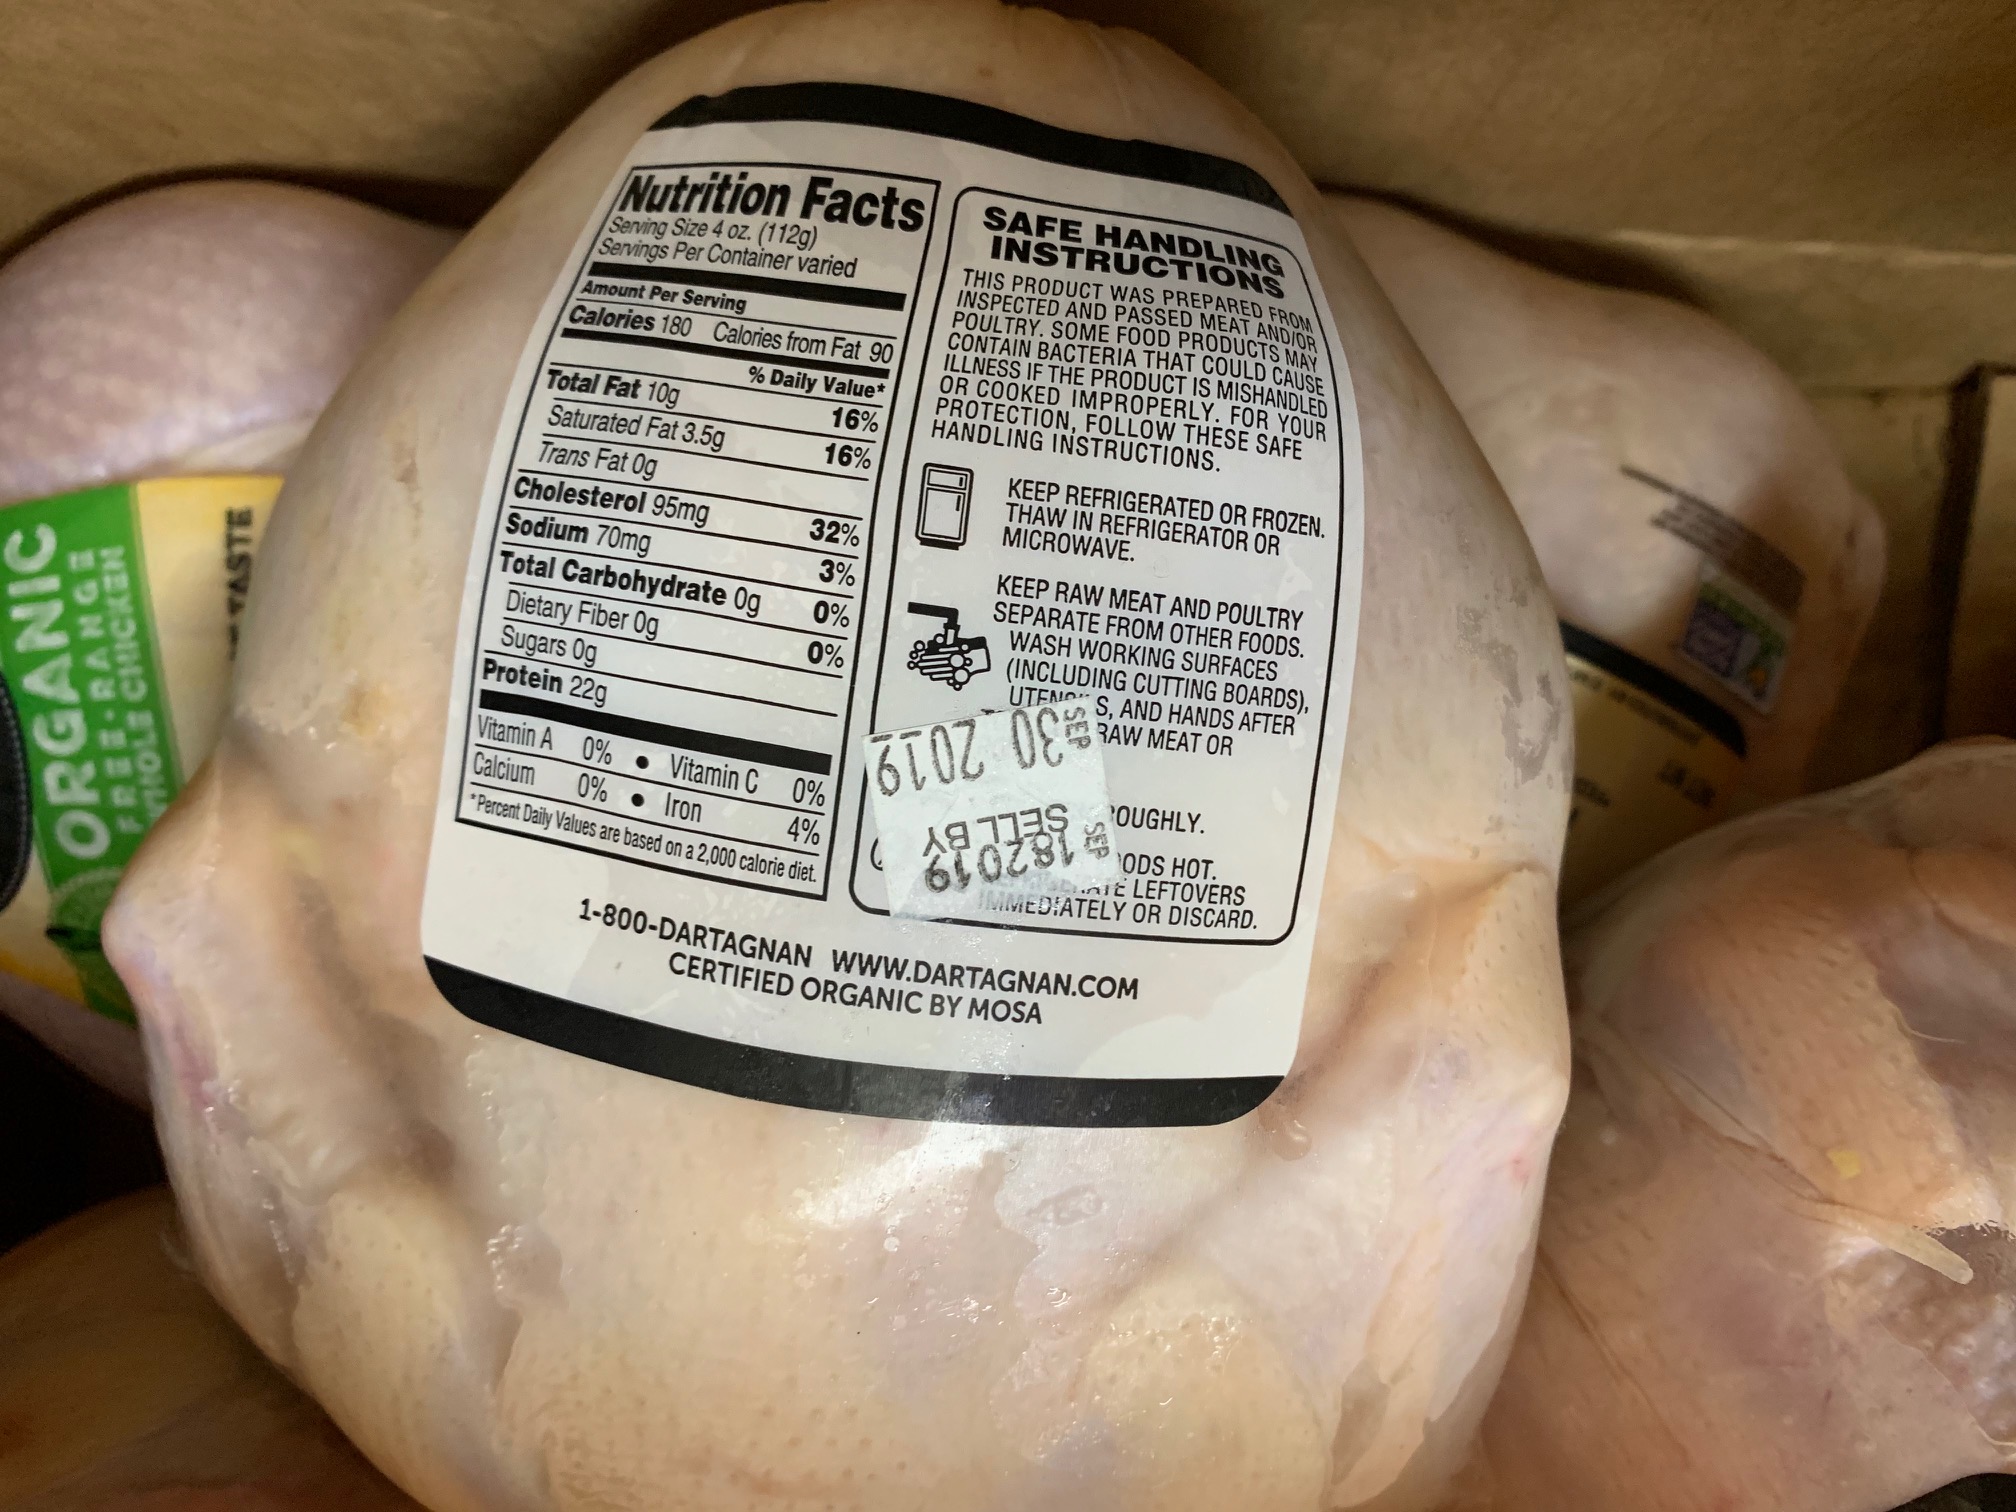 ORGANIC
FREE-RANGE
WHOLE CHICKEN
TASTE
Nutrition Facts
Serving Size 4 oz. (112g)
Servings Per Container varied
Amount Per Serving
Calories 180 Calories from Fat 90
% Daily Value*
Total Fat 10g 16%
Saturated Fat 3.5g 16%
Trans Fat 0g
Cholesterol 95mg 32%
Sodium 70mg 3%
Total Carbohydrate 0g 0%
Dietary Fiber 0g 0%
Sugars 0g
Protein 22g
Vitamin A 0% • Vitamin C 0%
Calcium 0% • Iron 4%
*Percent Daily Values are based on a 2,000 calorie diet.
SAFE HANDLING
INSTRUCTIONS
THIS PRODUCT WAS PREPARED FROM
INSPECTED AND PASSED MEAT AND/OR
POULTRY. SOME FOOD PRODUCTS MAY
CONTAIN BACTERIA THAT COULD CAUSE
ILLNESS IF THE PRODUCT IS MISHANDLED
OR COOKED IMPROPERLY. FOR YOUR
PROTECTION, FOLLOW THESE SAFE
HANDLING INSTRUCTIONS.
KEEP REFRIGERATED OR FROZEN.
THAW IN REFRIGERATOR OR
MICROWAVE.
KEEP RAW MEAT AND POULTRY
SEPARATE FROM OTHER FOODS.
WASH WORKING SURFACES
(INCLUDING CUTTING BOARDS),
UTENSILS, AND HANDS AFTER
RAW MEAT OR
OUGHLY.
ODS HOT.
LEFTOVERS
IMMEDIATELY OR DISCARD.
SEP 30 2019
SELL BY
SEP 18 2019
1-800-DARTAGNAN WWW.DARTAGNAN.COM
CERTIFIED ORGANIC BY MOSA